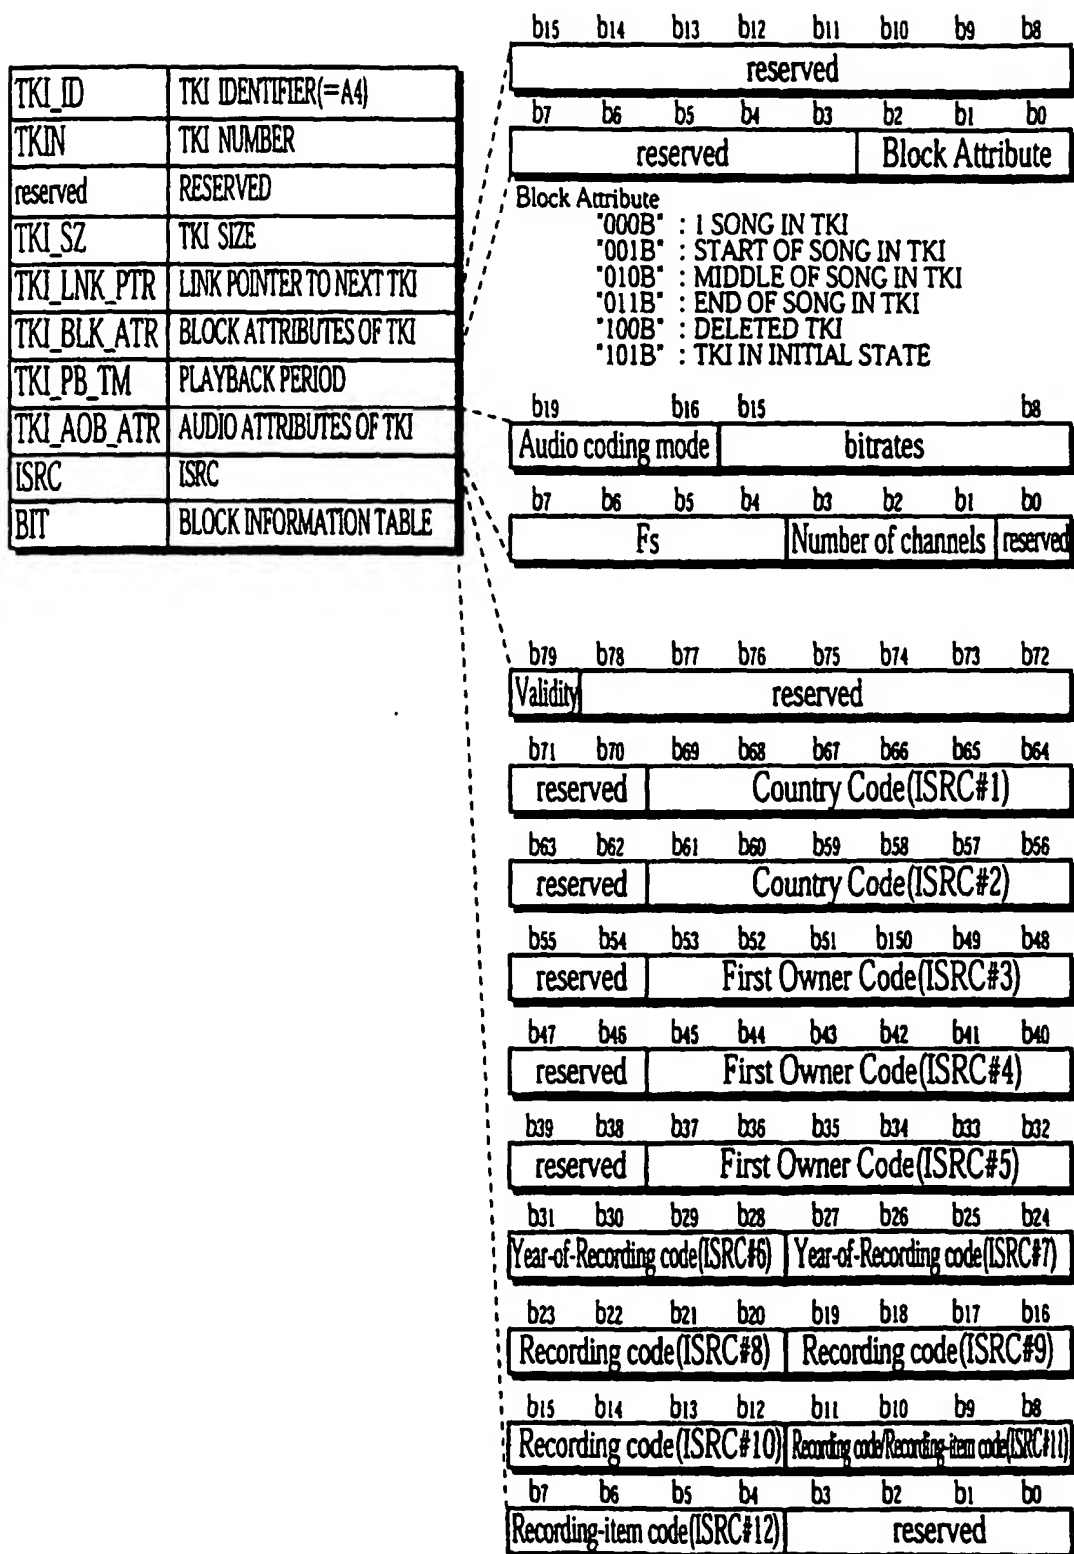 TKI_ID TKI IDENTIFIER(=A4)
TKIN TKI NUMBER
reserved RESERVED
TKI_SZ TKI SIZE
TKI_LNK_PTR LINK POINTER TO NEXT TKI
TKI_BLK_ATR BLOCK ATTRIBUTES OF TKI
TKI_PB_TM PLAYBACK PERIOD
TKI_AOB_ATR AUDIO ATTRIBUTES OF TKI
ISRC ISRC
BIT BLOCK INFORMATION TABLE
b15 b14 b13 b12 b11 b10 b9 b8
reserved
b7 b6 b5 b4 b3 b2 b1 b0
reserved Block Attribute
Block Attribute
"000B" : 1 SONG IN TKI
"001B" : START OF SONG IN TKI
"010B" : MIDDLE OF SONG IN TKI
"011B" : END OF SONG IN TKI
"100B" : DELETED TKI
"101B" : TKI IN INITIAL STATE
b19 b16 b15 b8
Audio coding mode bitrates
b7 b6 b5 b4 b3 b2 b1 b0
Fs Number of channels reserved
b79 b78 b77 b76 b75 b74 b73 b72
Validity reserved
b71 b70 b69 b68 b67 b66 b65 b64
reserved Country Code(ISRC#1)
b63 b62 b61 b60 b59 b58 b57 b56
reserved Country Code(ISRC#2)
b55 b54 b53 b52 b51 b150 b49 b48
reserved First Owner Code(ISRC#3)
b47 b46 b45 b44 b43 b42 b41 b40
reserved First Owner Code(ISRC#4)
b39 b38 b37 b36 b35 b34 b33 b32
reserved First Owner Code(ISRC#5)
b31 b30 b29 b28 b27 b26 b25 b24
Year-of-Recording code(ISRC#6) Year-of-Recording code(ISRC#7)
b23 b22 b21 b20 b19 b18 b17 b16
Recording code(ISRC#8) Recording code(ISRC#9)
b15 b14 b13 b12 b11 b10 b9 b8
Recording code(ISRC#10) Recording code/Recording-item code(ISRC#11)
b7 b6 b5 b4 b3 b2 b1 b0
Recording-item code(ISRC#12) reserved